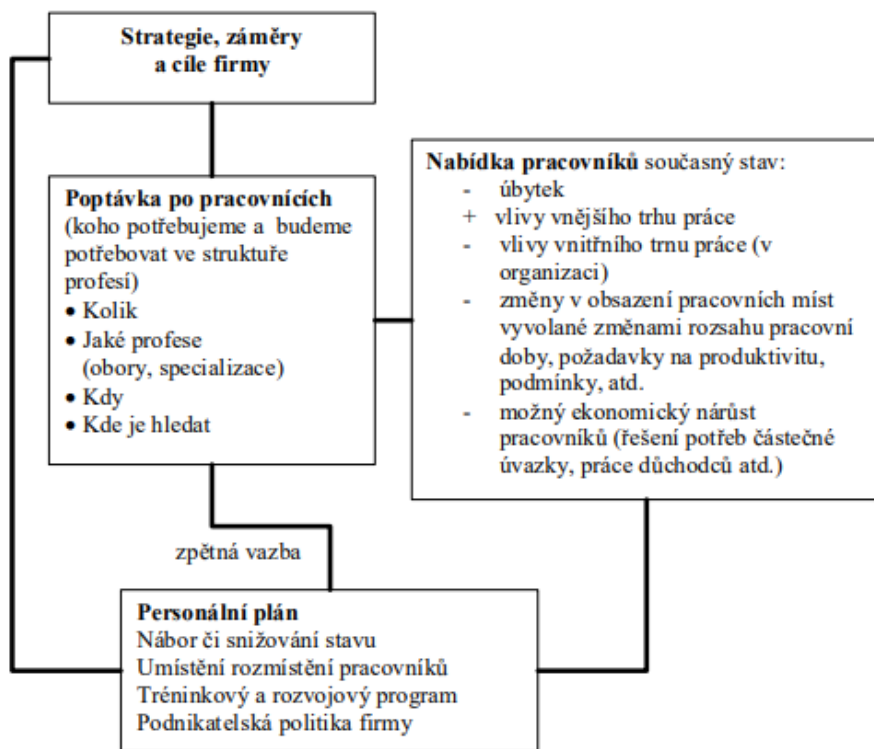 Strategie, záměry
a cíle firmy
Poptávka po pracovnících
(koho potřebujeme a budeme
potřebovat ve struktuře
profesí)
• Kolik
• Jaké profese
(obory, specializace)
• Kdy
• Kde je hledat
Nabídka pracovníků současný stav:
- úbytek
+ vlivy vnějšího trhu práce
- vlivy vnitřního trnu práce (v
organizaci)
- změny v obsazení pracovních míst
vyvolané změnami rozsahu pracovní
doby, požadavky na produktivitu,
podmínky, atd.
- možný ekonomický nárůst
pracovníků (řešení potřeb částečné
úvazky, práce důchodců atd.)
zpětná vazba
Personální plán
Nábor či snižování stavu
Umístění rozmístění pracovníků
Tréninkový a rozvojový program
Podnikatelská politika firmy